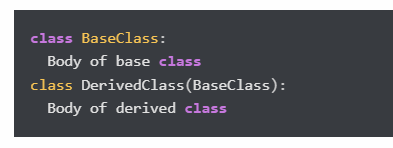 class BaseClass:
  Body of base class
class DerivedClass(BaseClass):
  Body of derived class